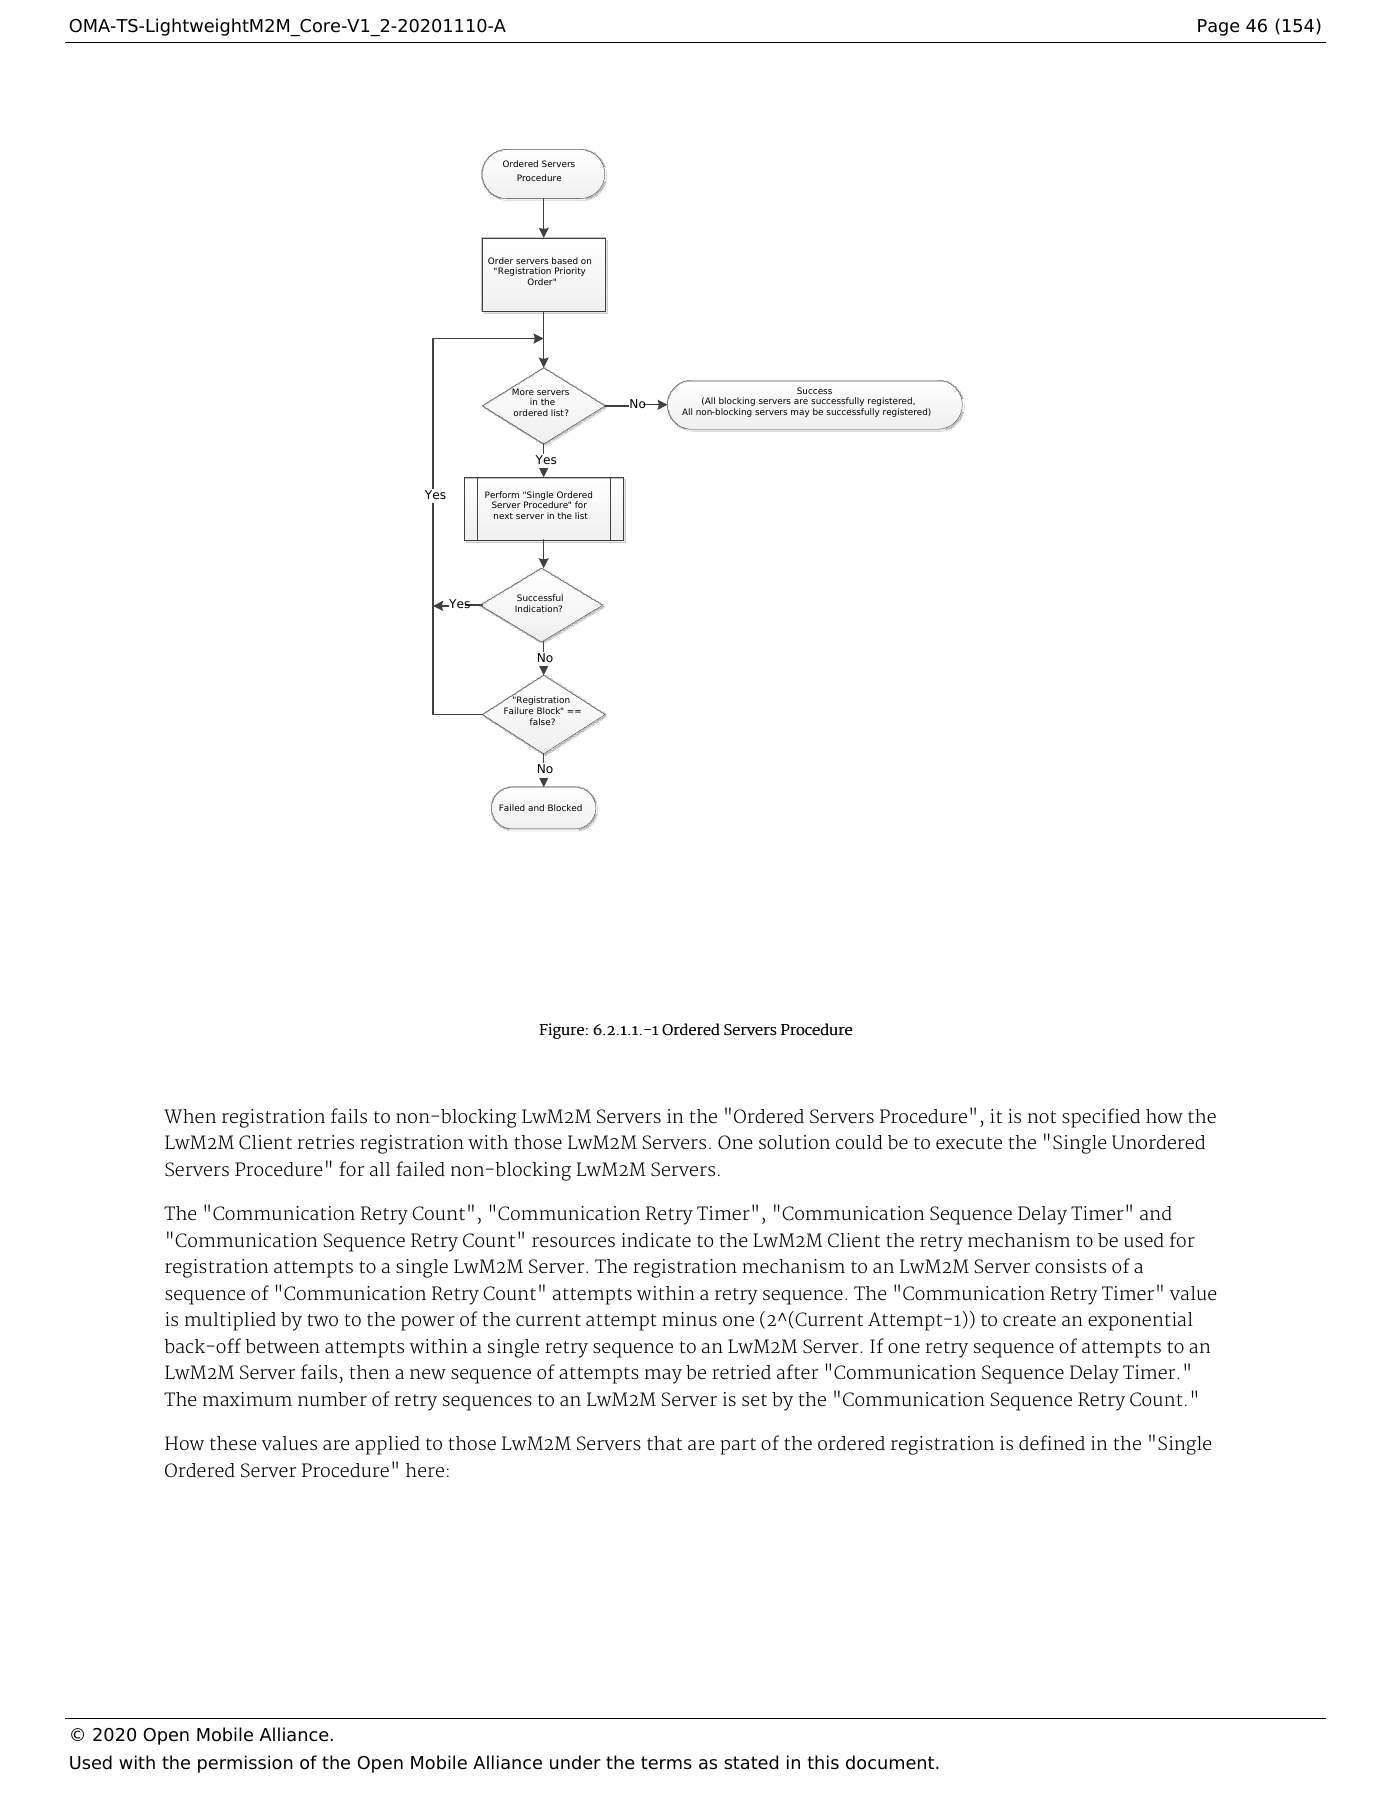 OMA-TS-LightweightM2M_Core-V1_2-20201110-A
Page 46 (154)
Ordered Servers
Procedure
Order servers based on
"Registration Priority
Order"
More servers
in the
ordered list?
No
Success
(All blocking servers are successfully registered,
All non-blocking servers may be successfully registered)
Yes
Yes
Perform "Single Ordered
Server Procedure" for
next server in the list
Successful
Indication?
Yes
No
"Registration
Failure Block" ==
false?
No
Failed and Blocked
Figure: 6.2.1.1.-1 Ordered Servers Procedure
When registration fails to non-blocking LwM2M Servers in the "Ordered Servers Procedure", it is not specified how the
LwM2M Client retries registration with those LwM2M Servers. One solution could be to execute the "Single Unordered
Servers Procedure" for all failed non-blocking LwM2M Servers.
The "Communication Retry Count", "Communication Retry Timer", "Communication Sequence Delay Timer" and
"Communication Sequence Retry Count" resources indicate to the LwM2M Client the retry mechanism to be used for
registration attempts to a single LwM2M Server. The registration mechanism to an LwM2M Server consists of a
sequence of "Communication Retry Count" attempts within a retry sequence. The "Communication Retry Timer" value
is multiplied by two to the power of the current attempt minus one (2^(Current Attempt-1)) to create an exponential
back-off between attempts within a single retry sequence to an LwM2M Server. If one retry sequence of attempts to an
LwM2M Server fails, then a new sequence of attempts may be retried after "Communication Sequence Delay Timer."
The maximum number of retry sequences to an LwM2M Server is set by the "Communication Sequence Retry Count."
How these values are applied to those LwM2M Servers that are part of the ordered registration is defined in the "Single
Ordered Server Procedure" here:
© 2020 Open Mobile Alliance.
Used with the permission of the Open Mobile Alliance under the terms as stated in this document.